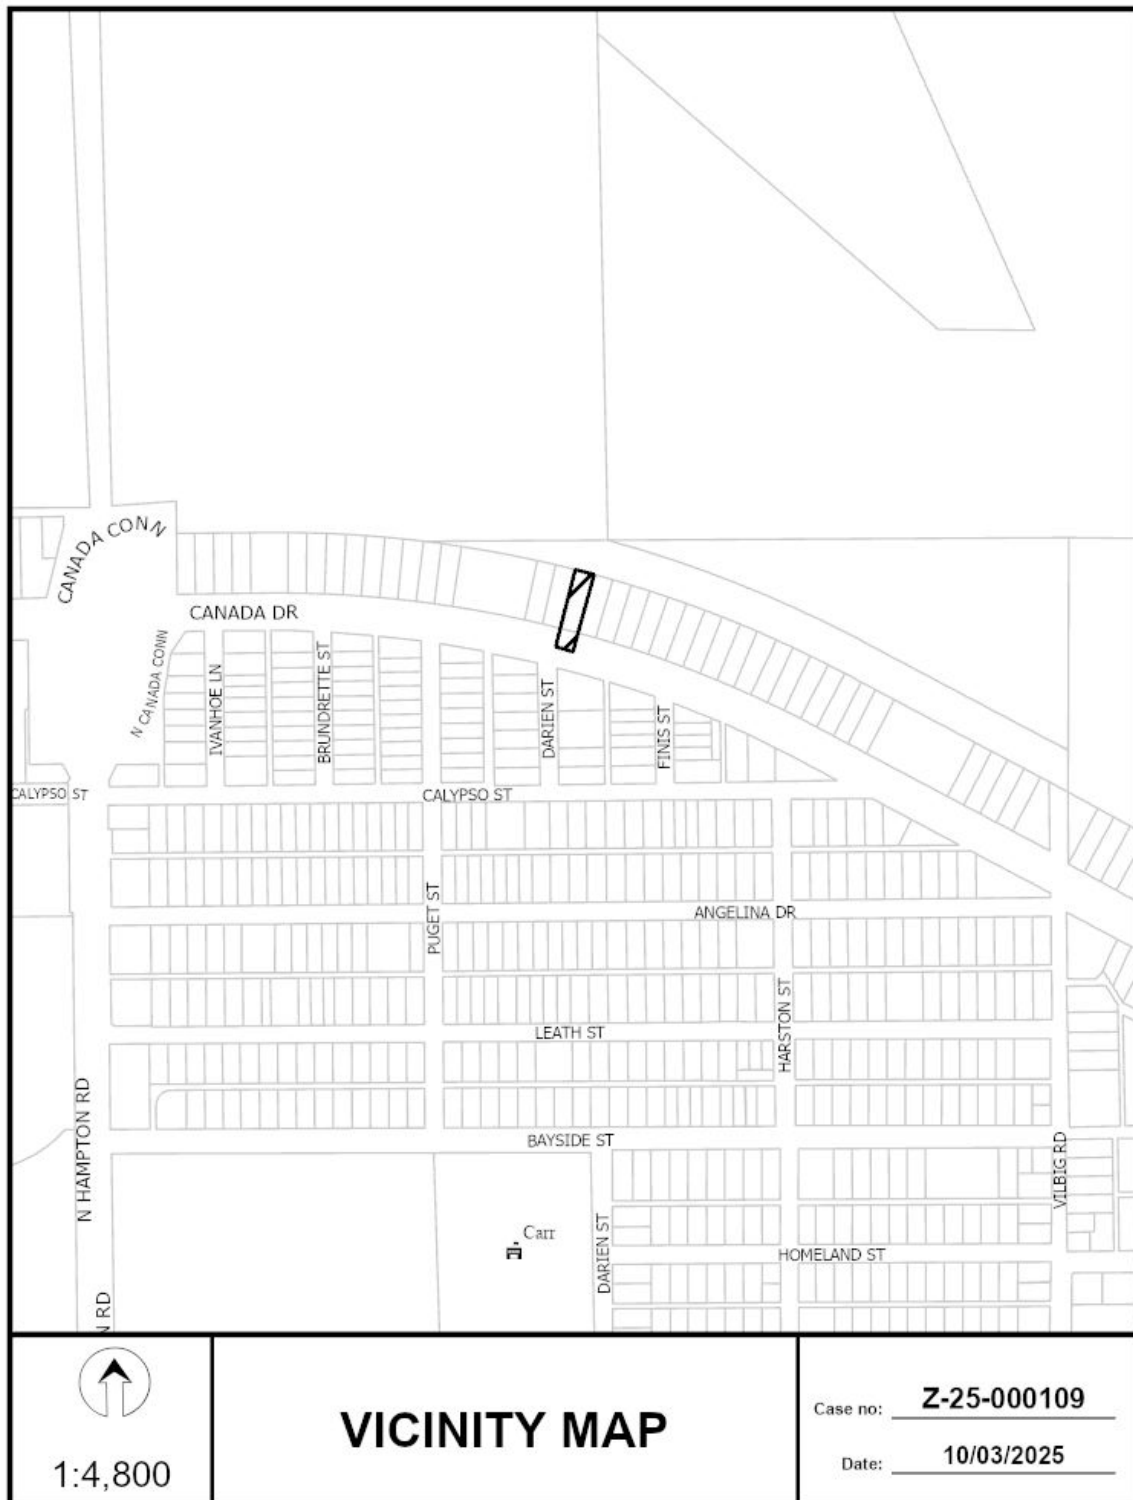 CANADA CONN
CANADA DR
N CANADA CONN
IVANHOE LN
BRUNDRETTE ST
DARIEN ST
FINIS ST
CALYPSO ST
CALYPSO ST
PUGET ST
ANGELINA DR
HARSTON ST
LEATH ST
N HAMPTON RD
BAYSIDE ST
VILBIG RD
DARIEN ST
Carr
HOMELAND ST
N RD
1:4,800
VICINITY MAP
Case no: Z-25-000109
Date: 10/03/2025